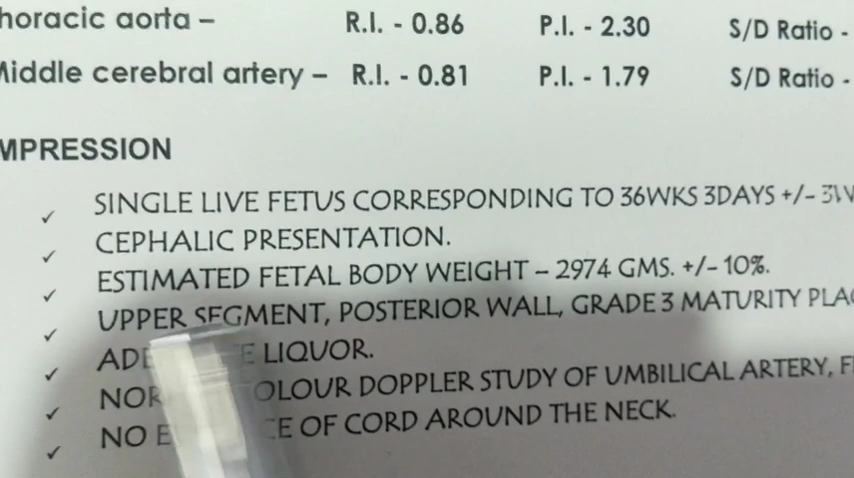 horacic aorta – R.I. - 0.86 P.I. - 2.30 S/D Ratio -
Middle cerebral artery – R.I. - 0.81 P.I. - 1.79 S/D Ratio -
MPRESSION
✓ SINGLE LIVE FETUS CORRESPONDING TO 36WKS 3DAYS +/-
✓ CEPHALIC PRESENTATION.
✓ ESTIMATED FETAL BODY WEIGHT – 2974 GMS. +/- 10%.
✓ UPPER SEGMENT, POSTERIOR WALL, GRADE 3 MATURITY
✓ LIQUOR.
✓ DOPPLER STUDY OF UMBILICAL ARTERY,
✓ NO OF CORD AROUND THE NECK.